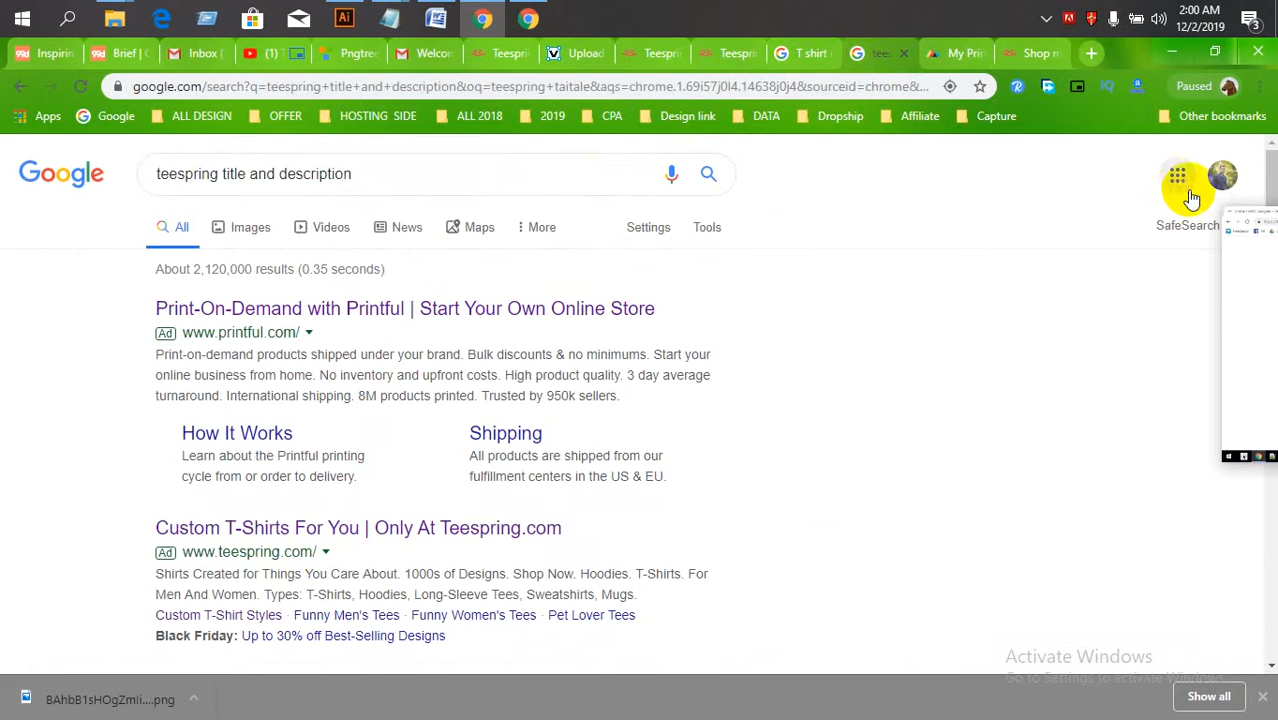 2:00 AM
12/2/2019
3
Inspirin
Brief | C
Inbox (
(1)
Pngtree
Welcom
Teespri
Upload
Teespri
Teespri
T shirt
tee
My Prin
Shop m
google.com/search?q=teespring+title+and+description&oq=teespring+taitale&aqs=chrome.1.69i57j0l4.14638j0j4&sourceid=chrome&...
Paused
Apps
Google
ALL DESIGN
OFFER
HOSTING SIDE
ALL 2018
2019
CPA
Design link
DATA
Dropship
Affiliate
Capture
Other bookmarks
Google
teespring title and description
All
Images
Videos
News
Maps
More
Settings
Tools
SafeSearch
About 2,120,000 results (0.35 seconds)
Print-On-Demand with Printful | Start Your Own Online Store
Ad www.printful.com/
Print-on-demand products shipped under your brand. Bulk discounts & no minimums. Start your
online business from home. No inventory and upfront costs. High product quality. 3 day average
turnaround. International shipping. 8M products printed. Trusted by 950k sellers.
How It Works
Learn about the Printful printing
cycle from or order to delivery.
Shipping
All products are shipped from our
fulfillment centers in the US & EU.
Custom T-Shirts For You | Only At Teespring.com
Ad www.teespring.com/
Shirts Created for Things You Care About. 1000s of Designs. Shop Now. Hoodies. T-Shirts. For
Men And Women. Types: T-Shirts, Hoodies, Long-Sleeve Tees, Sweatshirts, Mugs.
Custom T-Shirt Styles · Funny Men's Tees · Funny Women's Tees · Pet Lover Tees
Black Friday: Up to 30% off Best-Selling Designs
Activate Windows
Go to Settings to activate Windows.
BAhbB1sHOgZmIi....png
Show all